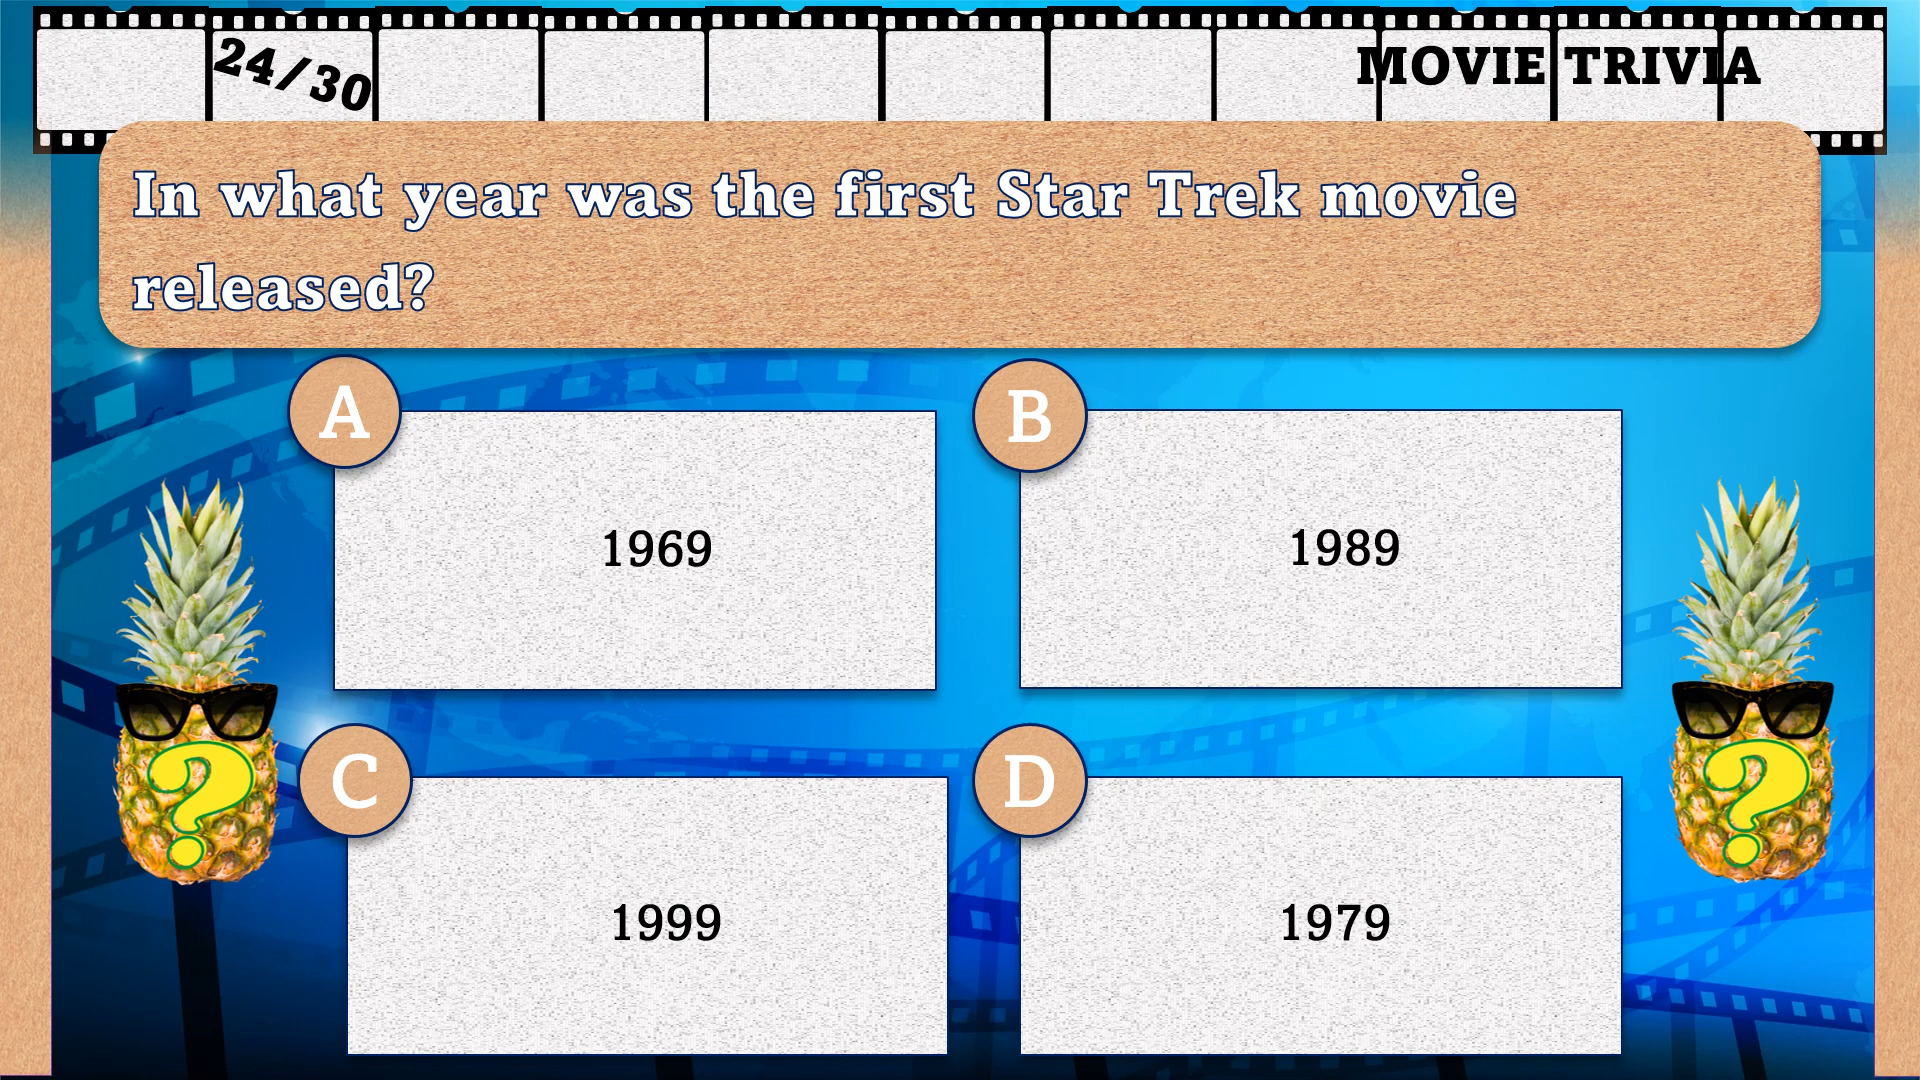 24/30
MOVIE TRIVIA
In what year was the first Star Trek movie
released?
A
1969
B
1989
C
1999
D
1979
?
?